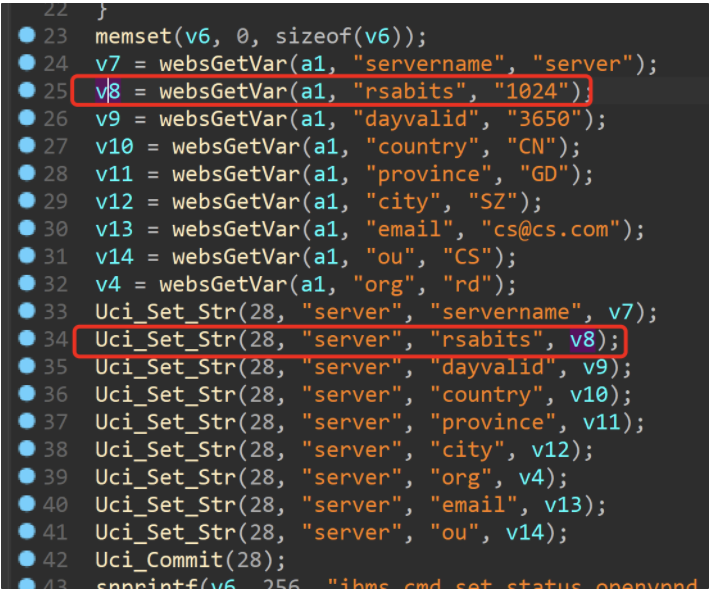 22 }
23 memset(v6, 0, sizeof(v6));
24 v7 = websGetVar(a1, "servername", "server");
25 v8 = websGetVar(a1, "rsabits", "1024");
26 v9 = websGetVar(a1, "dayvalid", "3650");
27 v10 = websGetVar(a1, "country", "CN");
28 v11 = websGetVar(a1, "province", "GD");
29 v12 = websGetVar(a1, "city", "SZ");
30 v13 = websGetVar(a1, "email", "cs@cs.com");
31 v14 = websGetVar(a1, "ou", "CS");
32 v4 = websGetVar(a1, "org", "rd");
33 Uci_Set_Str(28, "server", "servername", v7);
34 Uci_Set_Str(28, "server", "rsabits", v8);
35 Uci_Set_Str(28, "server", "dayvalid", v9);
36 Uci_Set_Str(28, "server", "country", v10);
37 Uci_Set_Str(28, "server", "province", v11);
38 Uci_Set_Str(28, "server", "city", v12);
39 Uci_Set_Str(28, "server", "org", v4);
40 Uci_Set_Str(28, "server", "email", v13);
41 Uci_Set_Str(28, "server", "ou", v14);
42 Uci_Commit(28);
43 snprintf(v6, 256, "jhms cmd set status openvpnd